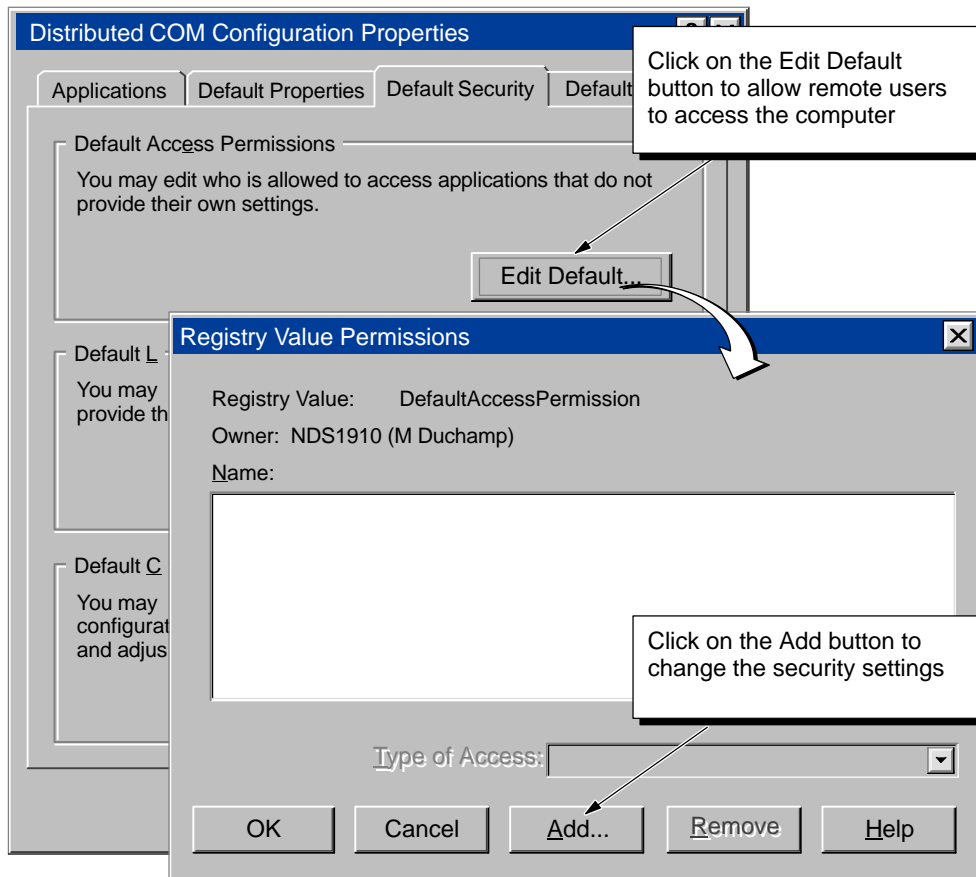 Distributed COM Configuration Properties
Click on the Edit Default
button to allow remote users
to access the computer
Applications
Default Properties
Default Security
Default
Default Access Permissions
You may edit who is allowed to access applications that do not
provide their own settings.
Edit Default...
Default L
You may
provide th
Default C
You may
configurat
and adjus
Registry Value Permissions
Registry Value: DefaultAccessPermission
Owner: NDS1910 (M Duchamp)
Name:
Click on the Add button to
change the security settings
Type of Access:
OK
Cancel
Add...
Remove
Help